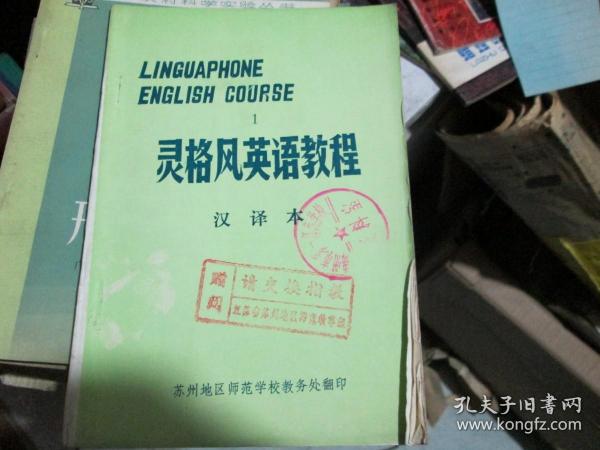 LINGUAPHONE
ENGLISH COURSE
1
灵格风英语教程
汉译本
赠阅
请交换指教
苏州地区师范学校教务处翻印
孔夫子旧书网
www.kongfz.com